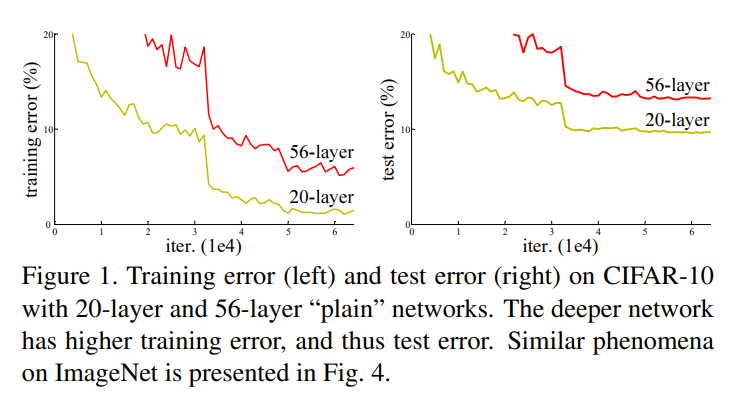 20
10
0
training error (%)
56-layer
20-layer
0 1 2 3 4 5 6
iter. (1e4)
20
10
0
test error (%)
56-layer
20-layer
0 1 2 3 4 5 6
iter. (1e4)
Figure 1. Training error (left) and test error (right) on CIFAR-10
with 20-layer and 56-layer “plain” networks. The deeper network
has higher training error, and thus test error. Similar phenomena
on ImageNet is presented in Fig. 4.